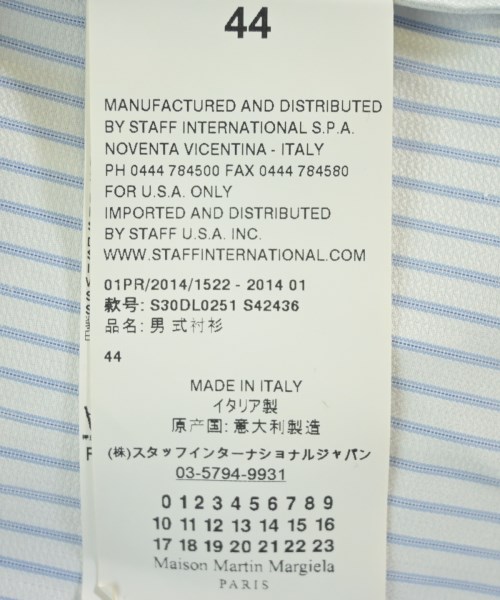 44
MANUFACTURED AND DISTRIBUTED
BY STAFF INTERNATIONAL S.P.A.
NOVENTA VICENTINA - ITALY
PH 0444 784500 FAX 0444 784580
FOR U.S.A. ONLY
IMPORTED AND DISTRIBUTED
BY STAFF U.S.A. INC.
WWW.STAFFINTERNATIONAL.COM
01PR/2014/1522 - 2014 01
款号: S30DL0251 S42436
品名: 男式衬衫
44
MADE IN ITALY
イタリア製
原产国: 意大利製造
(株)スタッフインターナショナルジャパン
03-5794-9931
0 1 2 3 4 5 6 7 8 9
10 11 12 13 14 15 16
17 18 19 20 21 22 23
Maison Martin Margiela
PARIS